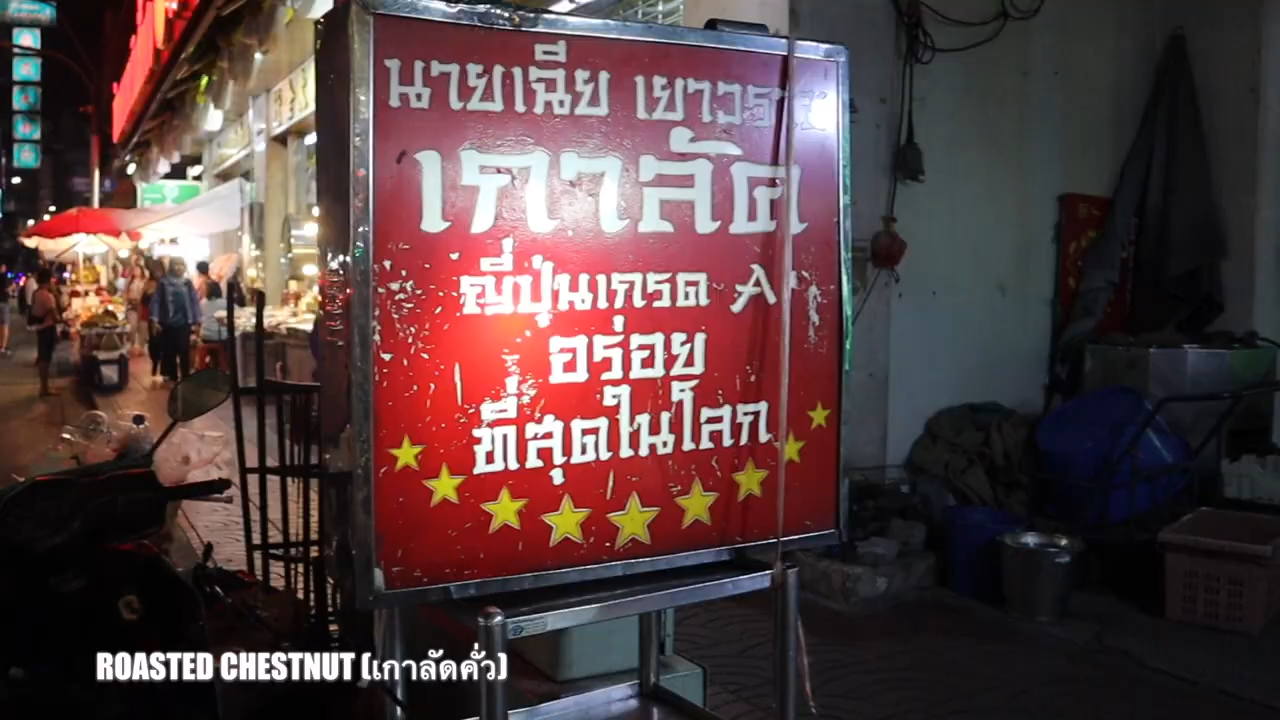 นายเฉีย เยาวราช
เกาลัด
ญี่ปุ่นเกรด A
อร่อย
ที่สุดในโลก
ROASTED CHESTNUT (เกาลัดคั่ว)